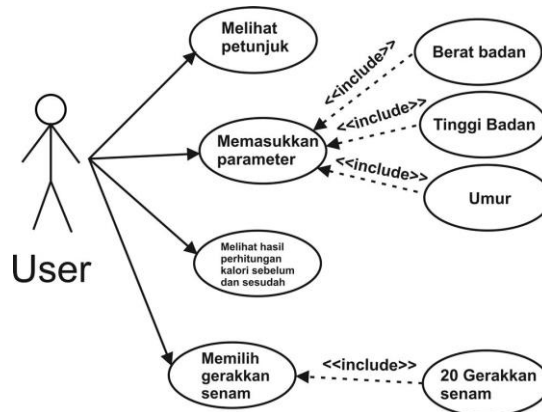 Melihat
petunjuk
<<include>>
Berat badan
<<include>>
Tinggi Badan
Memasukkan
parameter
<<include>>
Umur
User
Melihat hasil
perhitungan
kalori sebelum
dan sesudah
Memilih
gerakkan
senam
<<include>>
20 Gerakkan
senam